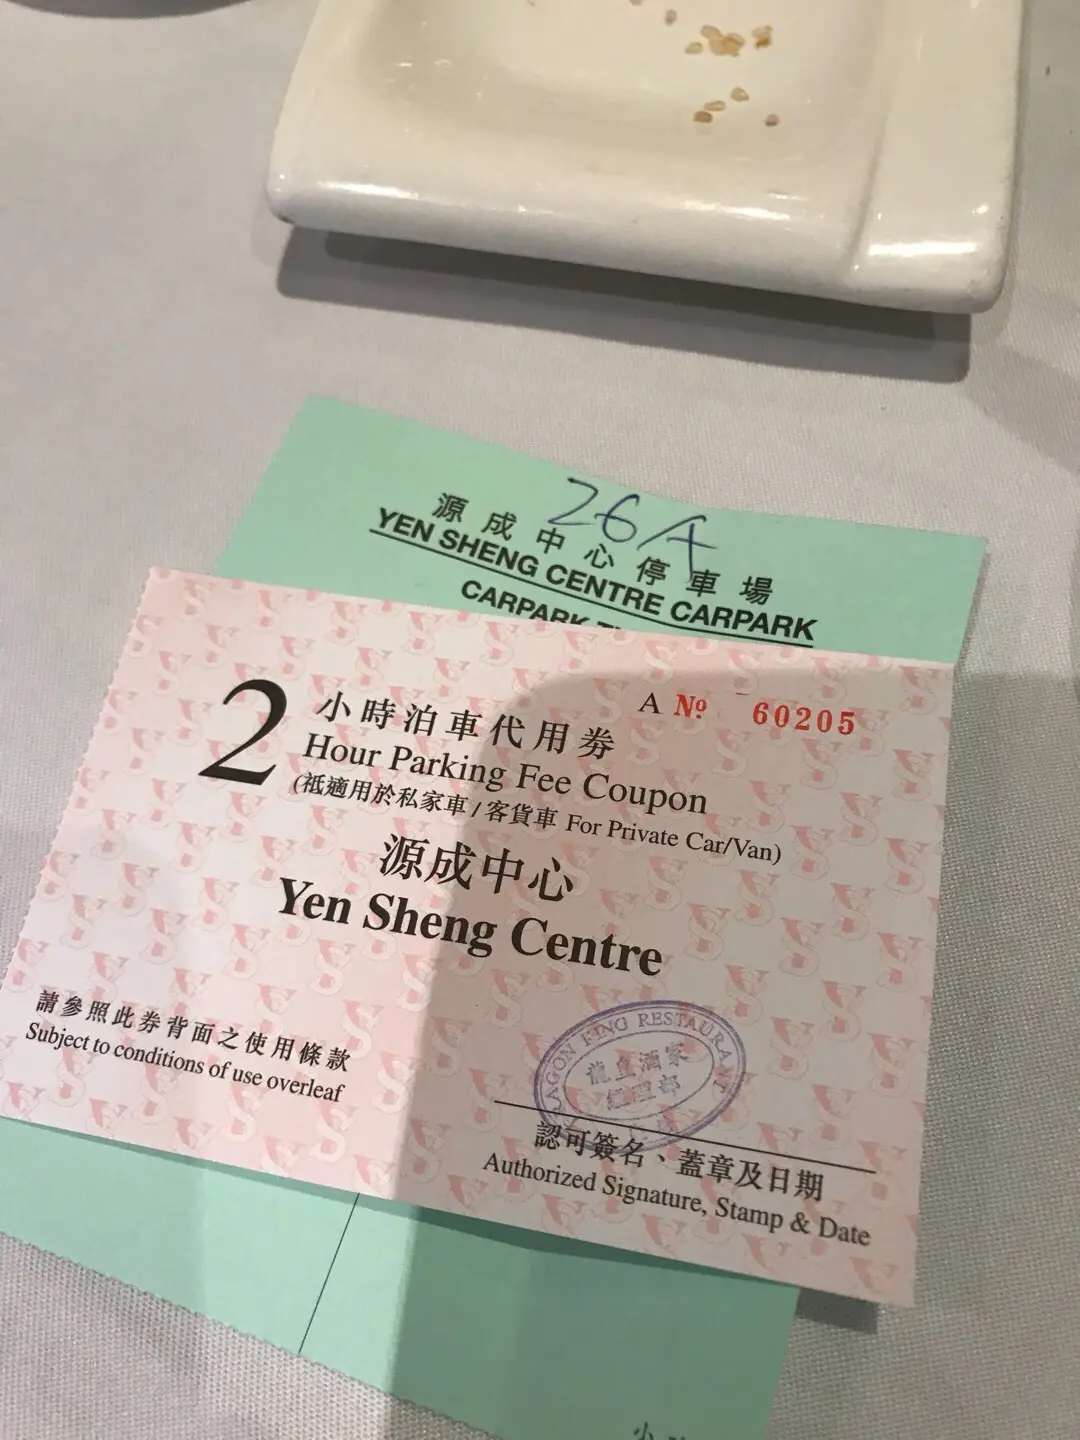 26A
源成中心停車場
YEN SHENG CENTRE CARPARK
CARPARK
A Nº 60205
2
小時泊車代用券
Hour Parking Fee Coupon
(祗適用於私家車/客貨車 For Private Car/Van)
源成中心
Yen Sheng Centre
請參照此券背面之使用條款
Subject to conditions of use overleaf
KING RESTAURANT
龍皇酒家
認可簽名、蓋章及日期
Authorized Signature, Stamp & Date